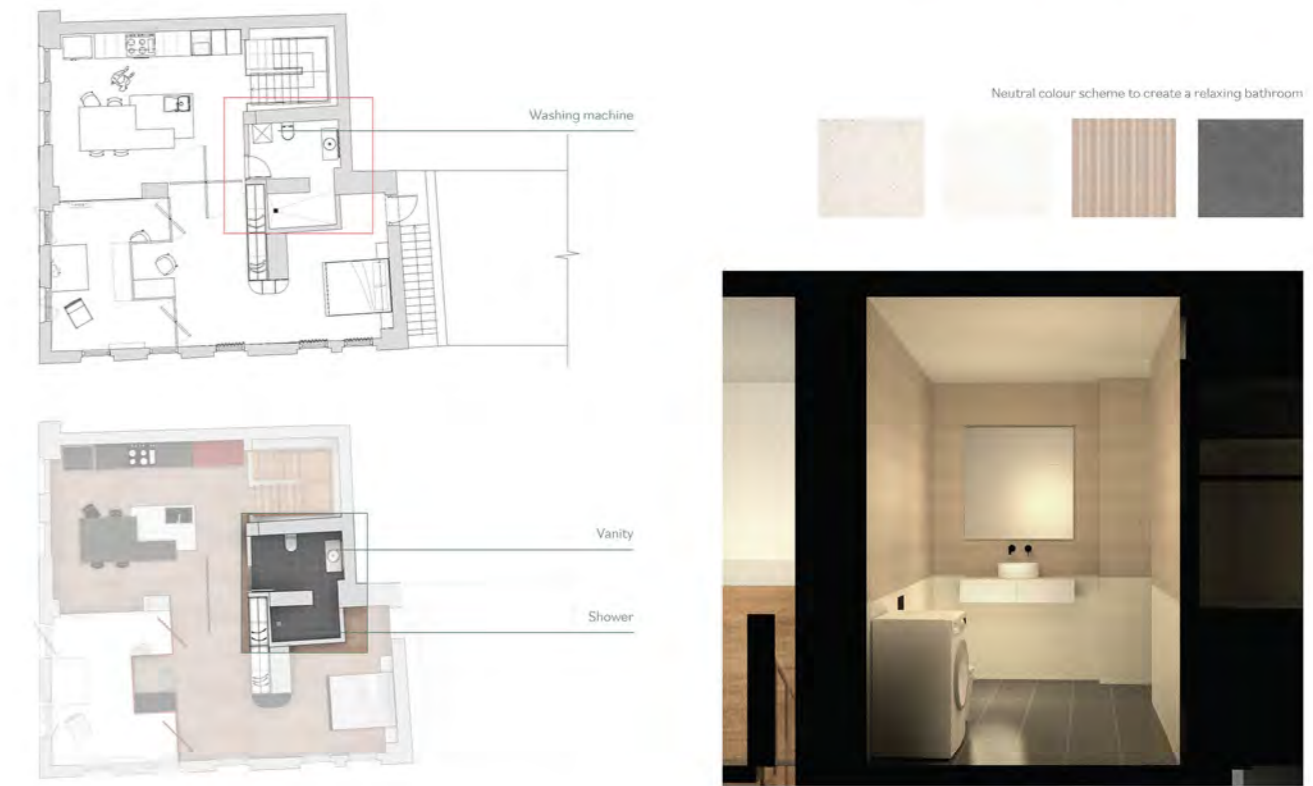 Washing machine
Neutral colour scheme to create a relaxing bathroom
Vanity
Shower